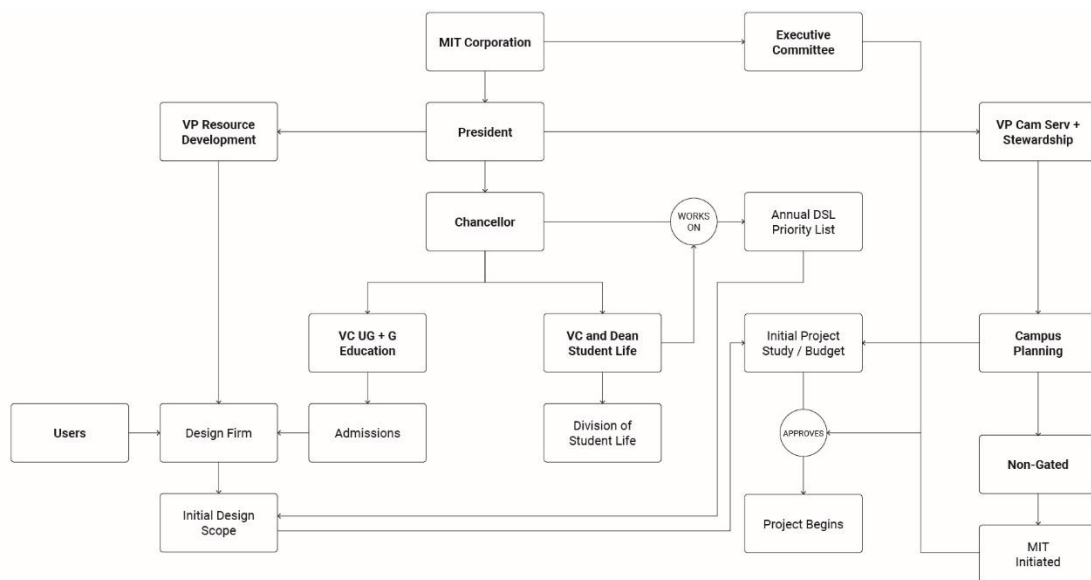 MIT Corporation
Executive
Committee
VP Resource
Development
President
VP Cam Serv +
Stewardship
Chancellor
WORKS
ON
Annual DSL
Priority List
VC UG + G
Education
VC and Dean
Student Life
Initial Project
Study / Budget
Campus
Planning
Users
Design Firm
Admissions
Division of
Student Life
APPROVES
Non-Gated
Initial Design
Scope
Project Begins
MIT
Initiated